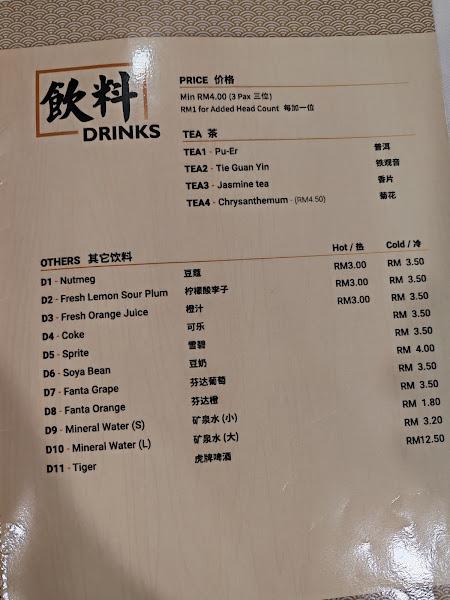 飲料
DRINKS
PRICE 价格
Min RM4.00 (3 Pax 三位)
RM1 for Added Head Count 每加一位
TEA 茶
TEA1 - Pu-Er 普洱
TEA2 - Tie Guan Yin 铁观音
TEA3 - Jasmine tea 香片
TEA4 - Chrysanthemum - (RM4.50) 菊花
OTHERS 其它饮料 Hot / 热 Cold / 冷
D1 - Nutmeg 豆蔻 RM3.00 RM 3.50
D2 - Fresh Lemon Sour Plum 柠檬酸李子 RM3.00 RM 3.50
D3 - Fresh Orange Juice 橙汁 RM3.00 RM 3.50
D4 - Coke 可乐 RM 3.50
D5 - Sprite 雪碧 RM 3.50
D6 - Soya Bean 豆奶 RM 4.00
D7 - Fanta Grape 芬达葡萄 RM 3.50
D8 - Fanta Orange 芬达橙 RM 3.50
D9 - Mineral Water (S) 矿泉水 (小) RM 1.80
D10 - Mineral Water (L) 矿泉水 (大) RM 3.20
D11 - Tiger 虎牌啤酒 RM12.50